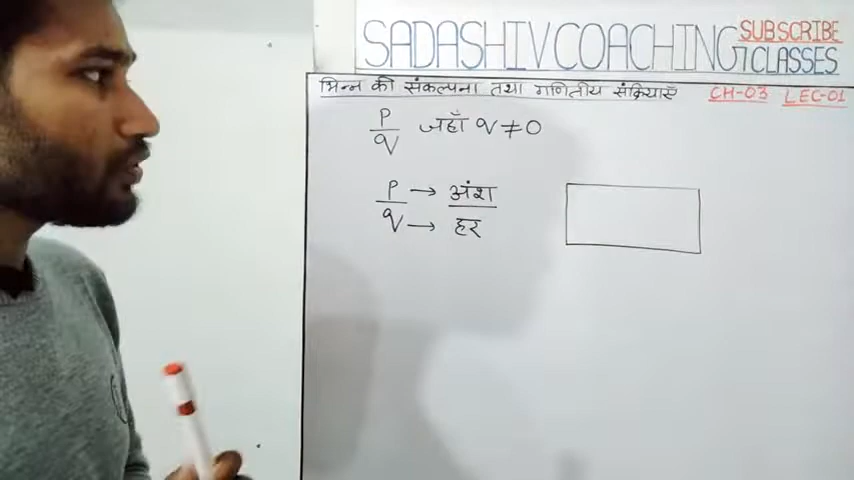 SADASHIV COACHING CLASSES
SUBSCRIBE
भिन्न की संकल्पना तथा गणितीय संक्रियाएँ CH-03 LEC-01
p/q जहाँ q ≠ 0
p → अंश
q → हर